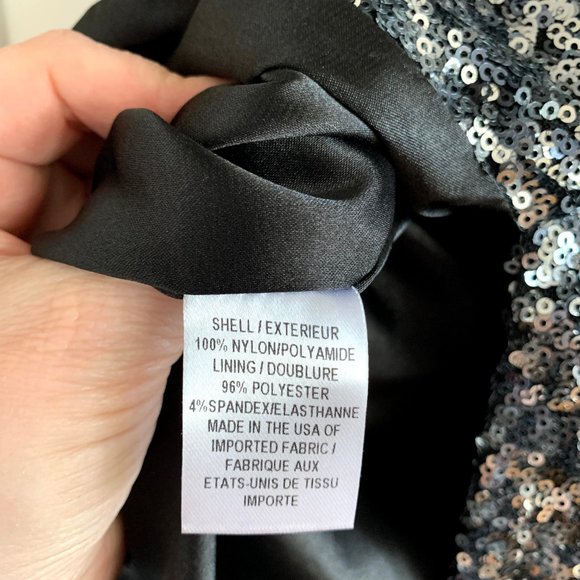 SHELL / EXTERIEUR
100% NYLON/POLYAMIDE
LINING / DOUBLURE
96% POLYESTER
4%SPANDEX/ELASTHANNE
MADE IN THE USA OF
IMPORTED FABRIC /
FABRIQUE AUX
ETATS-UNIS DE TISSU
IMPORTE